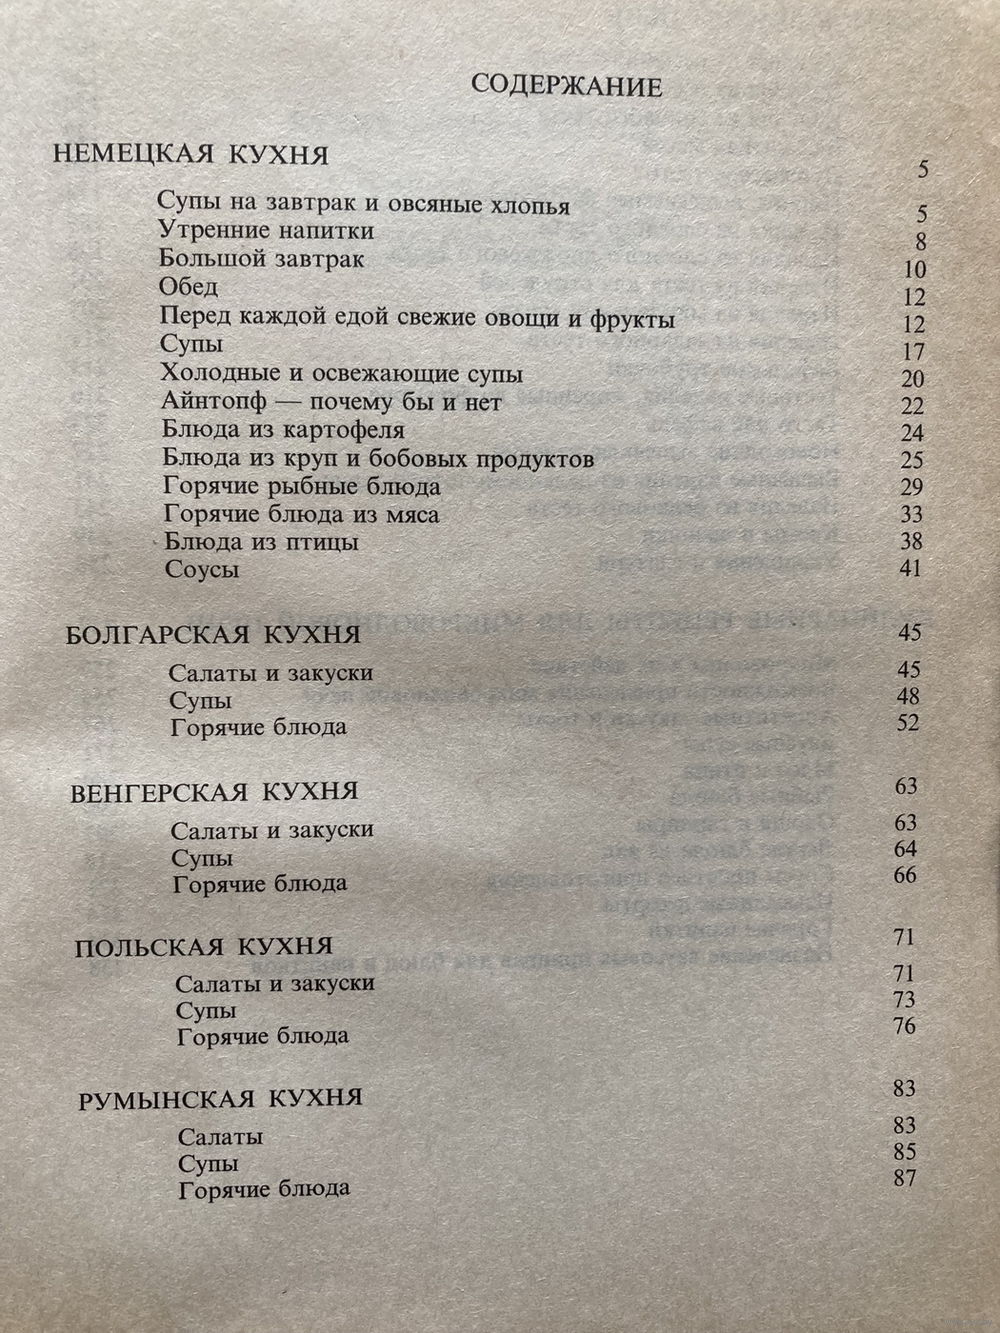 СОДЕРЖАНИЕ
НЕМЕЦКАЯ КУХНЯ 5
Супы на завтрак и овсяные хлопья 5
Утренние напитки 8
Большой завтрак 10
Обед 12
Перед каждой едой свежие овощи и фрукты 12
Супы 17
Холодные и освежающие супы 20
Айнтопф — почему бы и нет 22
Блюда из картофеля 24
Блюда из круп и бобовых продуктов 25
Горячие рыбные блюда 29
Горячие блюда из мяса 33
Блюда из птицы 38
Соусы 41
БОЛГАРСКАЯ КУХНЯ 45
Салаты и закуски 45
Супы 48
Горячие блюда 52
ВЕНГЕРСКАЯ КУХНЯ 63
Салаты и закуски 63
Супы 64
Горячие блюда 66
ПОЛЬСКАЯ КУХНЯ 71
Салаты и закуски 71
Супы 73
Горячие блюда 76
РУМЫНСКАЯ КУХНЯ 83
Салаты 83
Супы 85
Горячие блюда 87